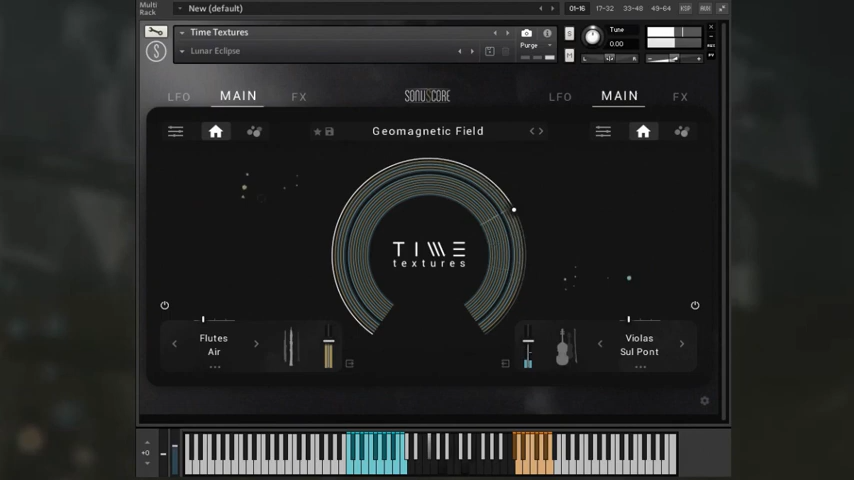 Multi
Rack
New (default)
01-16 17-32 33-48 49-64 KSP AUX
Time Textures
Lunar Eclipse
Purge
S
M
Tune
0.00
L R
LFO MAIN FX
SONUSCORE
LFO MAIN FX
Geomagnetic Field
TIME
textures
Flutes
Air
Violas
Sul Pont
+0